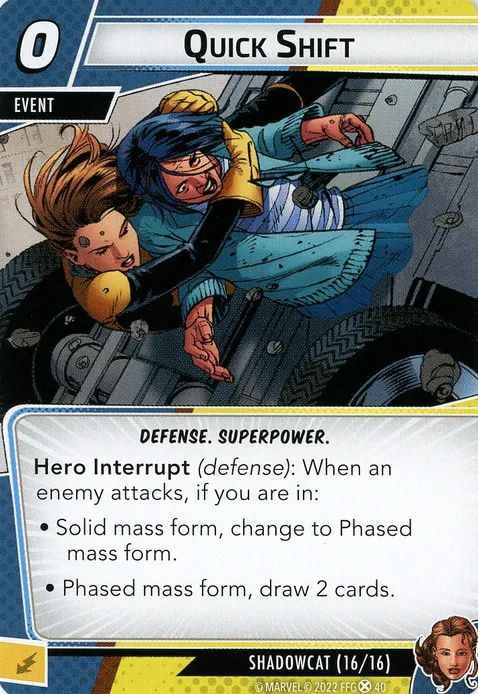 0
QUICK SHIFT
EVENT
DEFENSE. SUPERPOWER.
Hero Interrupt (defense): When an
enemy attacks, if you are in:
• Solid mass form, change to Phased
mass form.
• Phased mass form, draw 2 cards.
SHADOWCAT (16/16)
© MARVEL © 2022 FFG 40